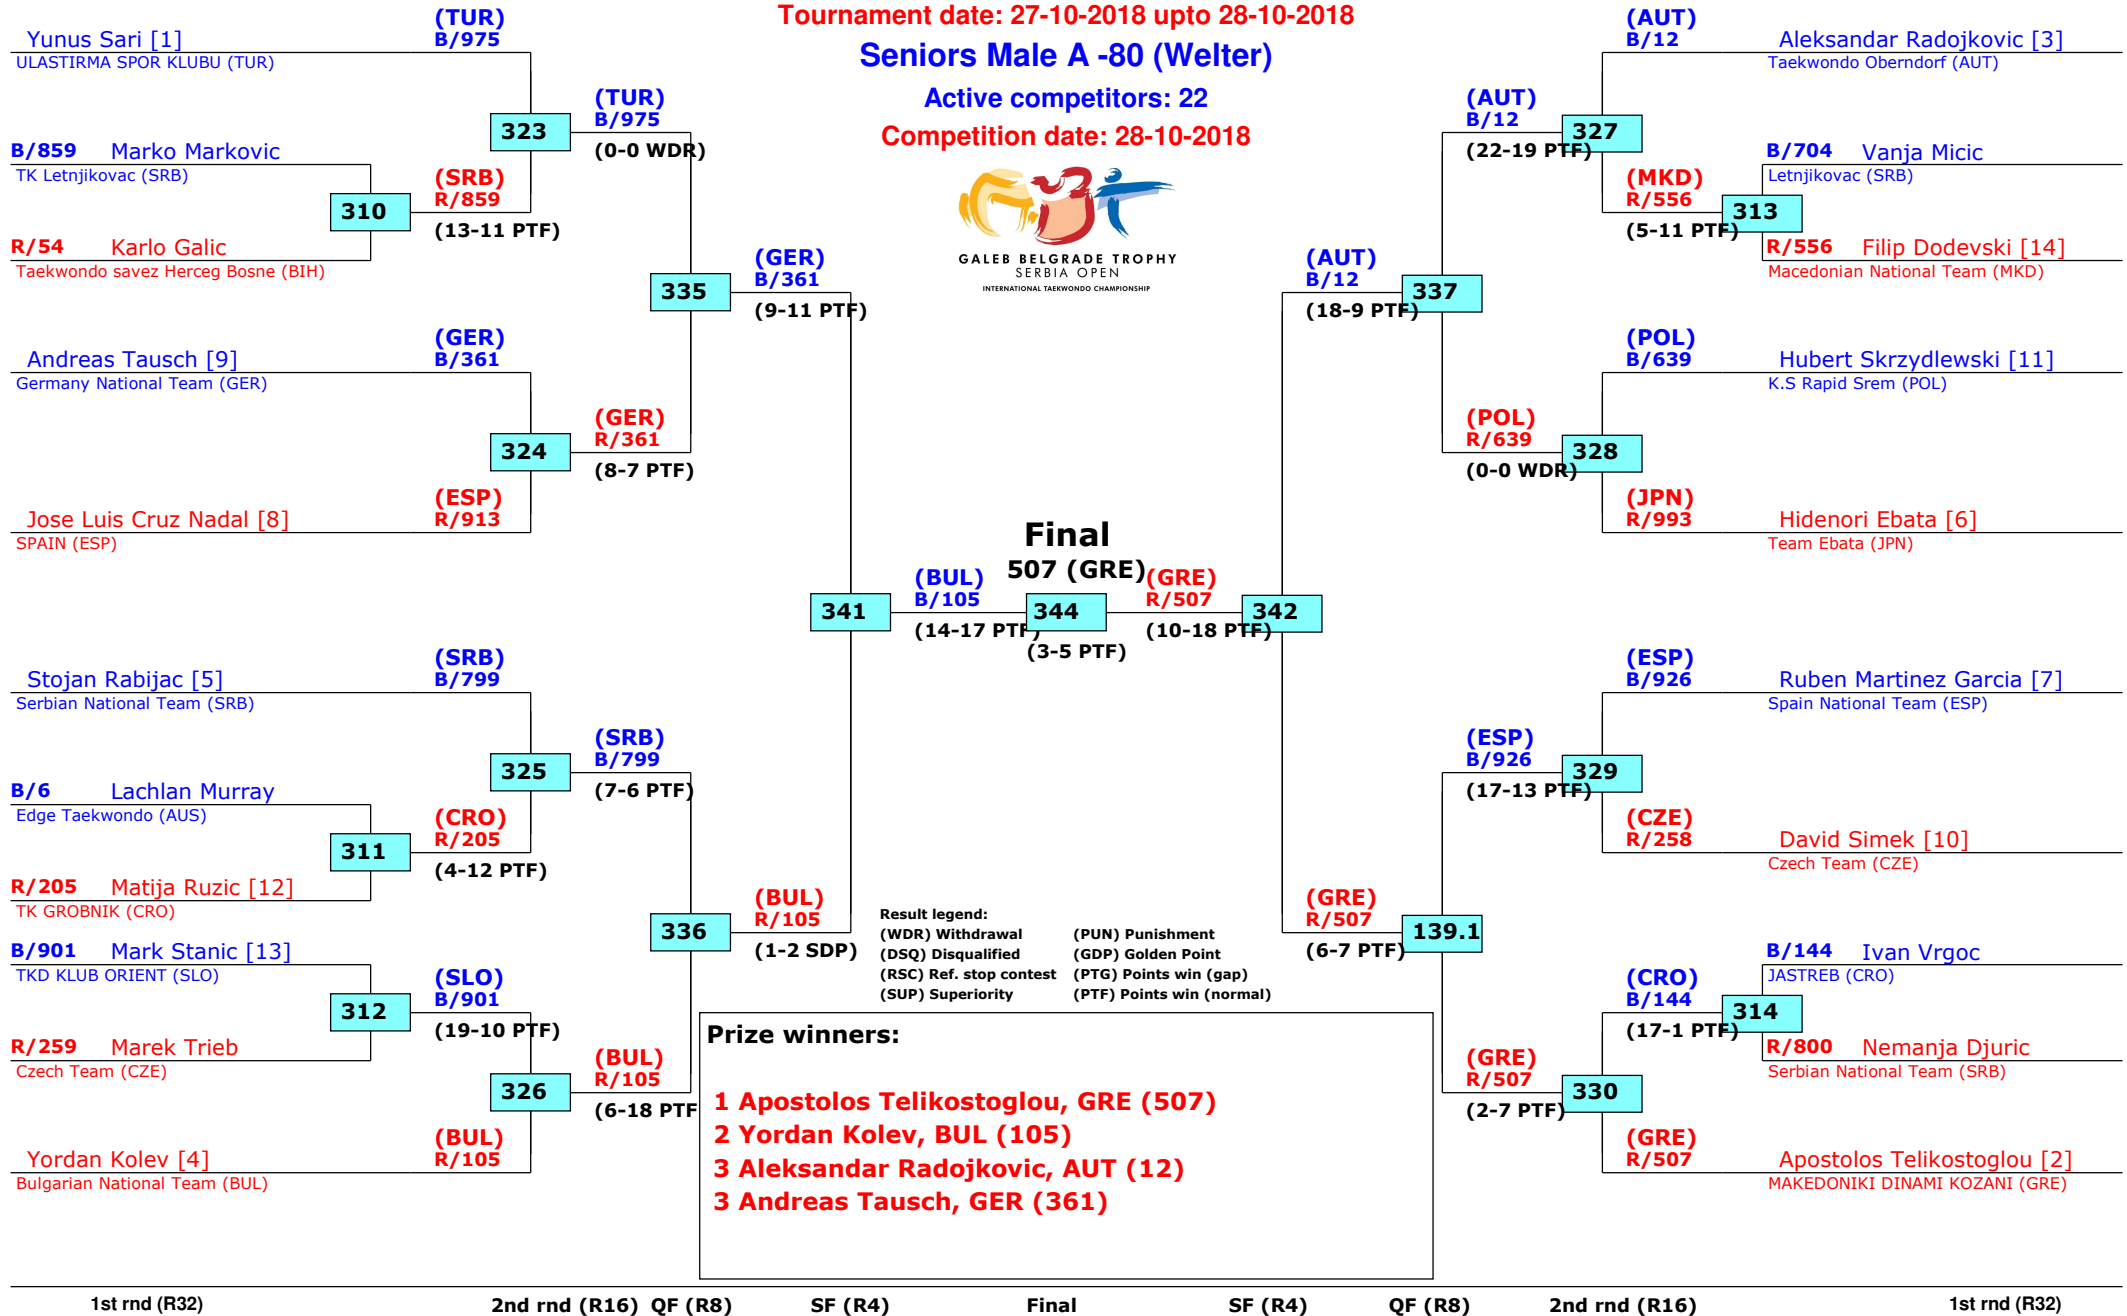 Tournament date: 27-10-2018 upto 28-10-2018
Seniors Male A -80 (Welter)
Active competitors: 22
Competition date: 28-10-2018
GALEB BELGRADE TROPHY
SERBIA OPEN
INTERNATIONAL TAEKWONDO CHAMPIONSHIP
Yunus Sari [1]
ULASTIRMA SPOR KLUBU (TUR)
(TUR)
B/975
B/859 Marko Markovic
TK Letnjikovac (SRB)
310
R/54 Karlo Galic
Taekwondo savez Herceg Bosne (BIH)
(SRB)
R/859
(13-11 PTF)
323
(TUR)
B/975
(0-0 WDR)
Andreas Tausch [9]
Germany National Team (GER)
(GER)
B/361
324
Jose Luis Cruz Nadal [8]
SPAIN (ESP)
(ESP)
R/913
(GER)
R/361
(8-7 PTF)
335
(GER)
B/361
(9-11 PTF)
Stojan Rabijac [5]
Serbian National Team (SRB)
(SRB)
B/799
B/6 Lachlan Murray
Edge Taekwondo (AUS)
311
R/205 Matija Ruzic [12]
TK GROBNIK (CRO)
(CRO)
R/205
(4-12 PTF)
325
(SRB)
B/799
(7-6 PTF)
B/901 Mark Stanic [13]
TKD KLUB ORIENT (SLO)
312
R/259 Marek Trieb
Czech Team (CZE)
(SLO)
B/901
(19-10 PTF)
326
Yordan Kolev [4]
Bulgarian National Team (BUL)
(BUL)
R/105
(BUL)
R/105
(6-18 PTF
336
(BUL)
R/105
(1-2 SDP)
341
(BUL)
B/105
(14-17 PTF)
Final
507 (GRE)
344
(3-5 PTF)
(GRE)
R/507
(10-18 PTF)
342
(AUT)
B/12
(18-9 PTF)
337
(AUT)
B/12
(22-19 PTF)
327
(AUT)
B/12
Aleksandar Radojkovic [3]
Taekwondo Oberndorf (AUT)
(MKD)
R/556
(5-11 PTF)
313
B/704 Vanja Micic
Letnjikovac (SRB)
R/556 Filip Dodevski [14]
Macedonian National Team (MKD)
(POL)
R/639
(0-0 WDR)
328
(POL)
B/639
Hubert Skrzydlewski [11]
K.S Rapid Srem (POL)
(JPN)
R/993
Hidenori Ebata [6]
Team Ebata (JPN)
(GRE)
R/507
(6-7 PTF)
139.1
(ESP)
B/926
(17-13 PTF)
329
(ESP)
B/926
Ruben Martinez Garcia [7]
Spain National Team (ESP)
(CZE)
R/258
David Simek [10]
Czech Team (CZE)
(GRE)
R/507
(2-7 PTF)
330
(CRO)
B/144
(17-1 PTF)
314
B/144 Ivan Vrgoc
JASTREB (CRO)
R/800 Nemanja Djuric
Serbian National Team (SRB)
(GRE)
R/507
Apostolos Telikostoglou [2]
MAKEDONIKI DINAMI KOZANI (GRE)
Result legend:
(WDR) Withdrawal (PUN) Punishment
(DSQ) Disqualified (GDP) Golden Point
(RSC) Ref. stop contest (PTG) Points win (gap)
(SUP) Superiority (PTF) Points win (normal)
Prize winners:
1 Apostolos Telikostoglou, GRE (507)
2 Yordan Kolev, BUL (105)
3 Aleksandar Radojkovic, AUT (12)
3 Andreas Tausch, GER (361)
1st rnd (R32) 2nd rnd (R16) QF (R8) SF (R4) Final SF (R4) QF (R8) 2nd rnd (R16) 1st rnd (R32)